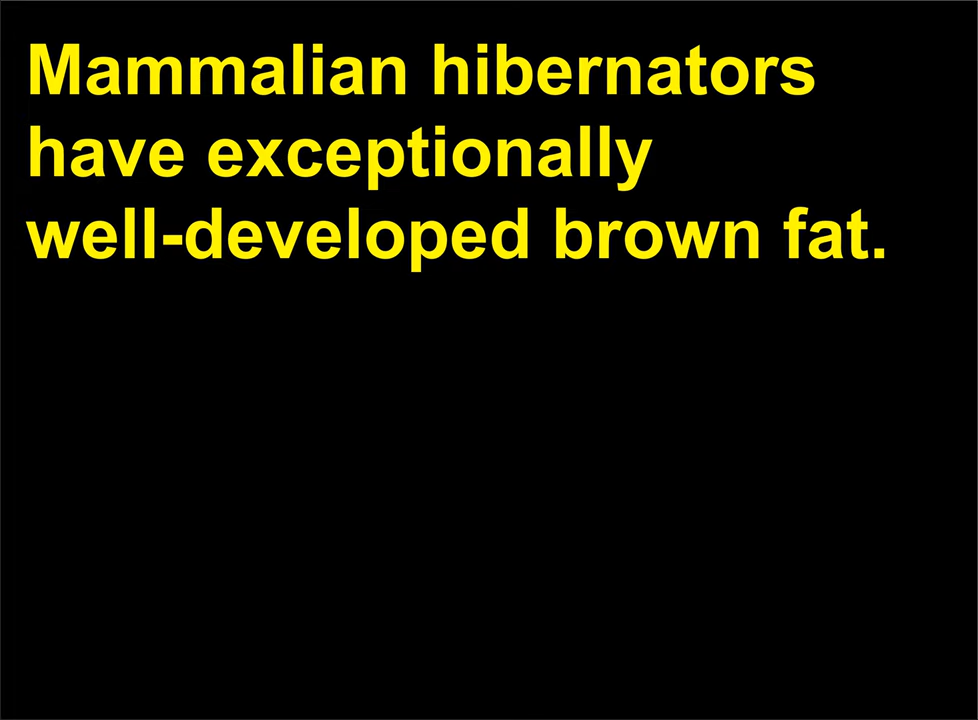 Mammalian hibernators
have exceptionally
well-developed brown fat.